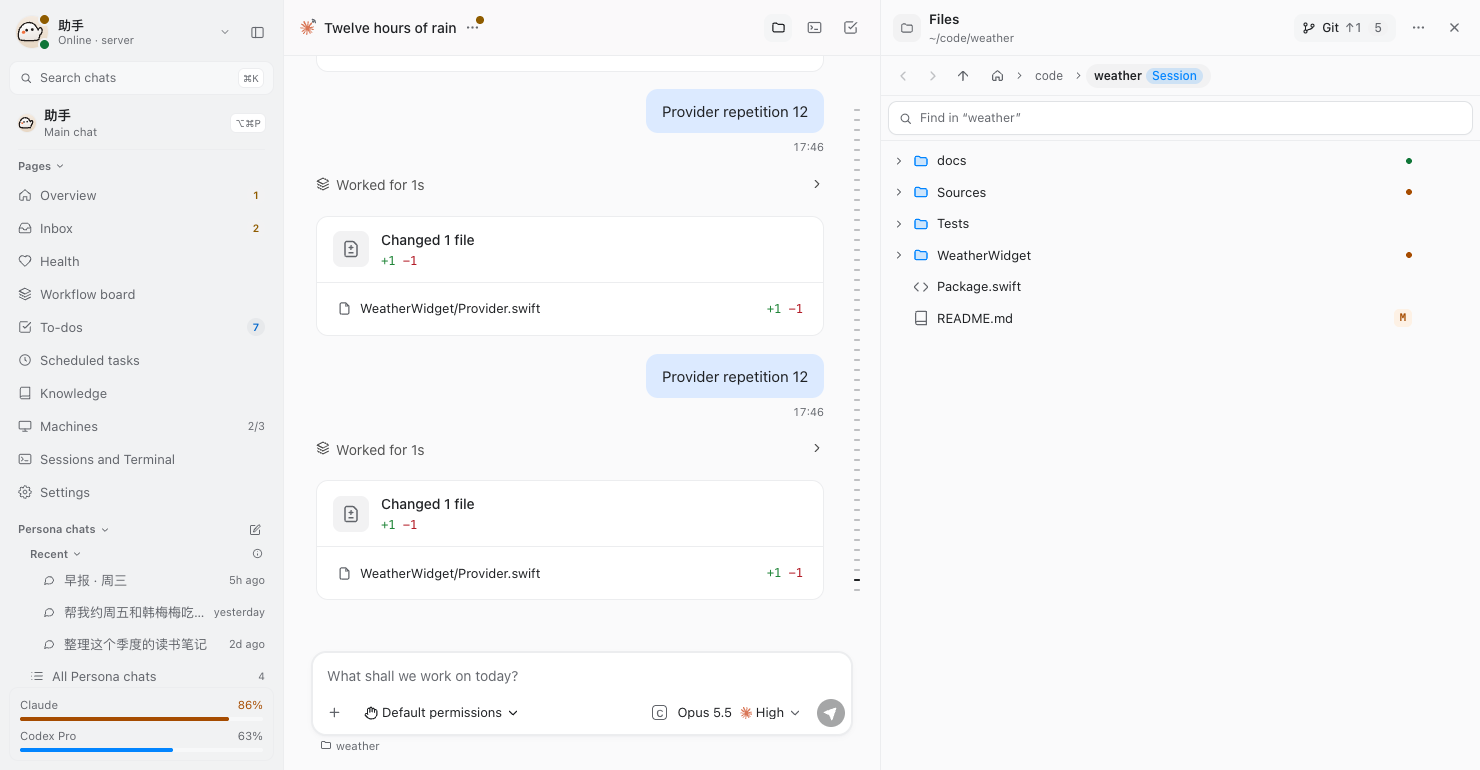 助手
Online · server
Search chats
⌘K
助手
Main chat
⌥⌘P
Pages
Overview
1
Inbox
2
Health
Workflow board
To-dos
7
Scheduled tasks
Knowledge
Machines
2/3
Sessions and Terminal
Settings
Persona chats
Recent
早报 · 周三
5h ago
帮我约周五和韩梅梅吃...
yesterday
整理这个季度的读书笔记
2d ago
All Persona chats
4
Claude
86%
Codex Pro
63%
Twelve hours of rain
Provider repetition 12
17:46
Worked for 1s
Changed 1 file
+1 −1
WeatherWidget/Provider.swift
+1 −1
Provider repetition 12
17:46
Worked for 1s
Changed 1 file
+1 −1
WeatherWidget/Provider.swift
+1 −1
What shall we work on today?
Default permissions
C
Opus 5.5
High
weather
Files
~/code/weather
Git ↑1 5
code
weather Session
Find in “weather”
docs
Sources
Tests
WeatherWidget
Package.swift
README.md
M